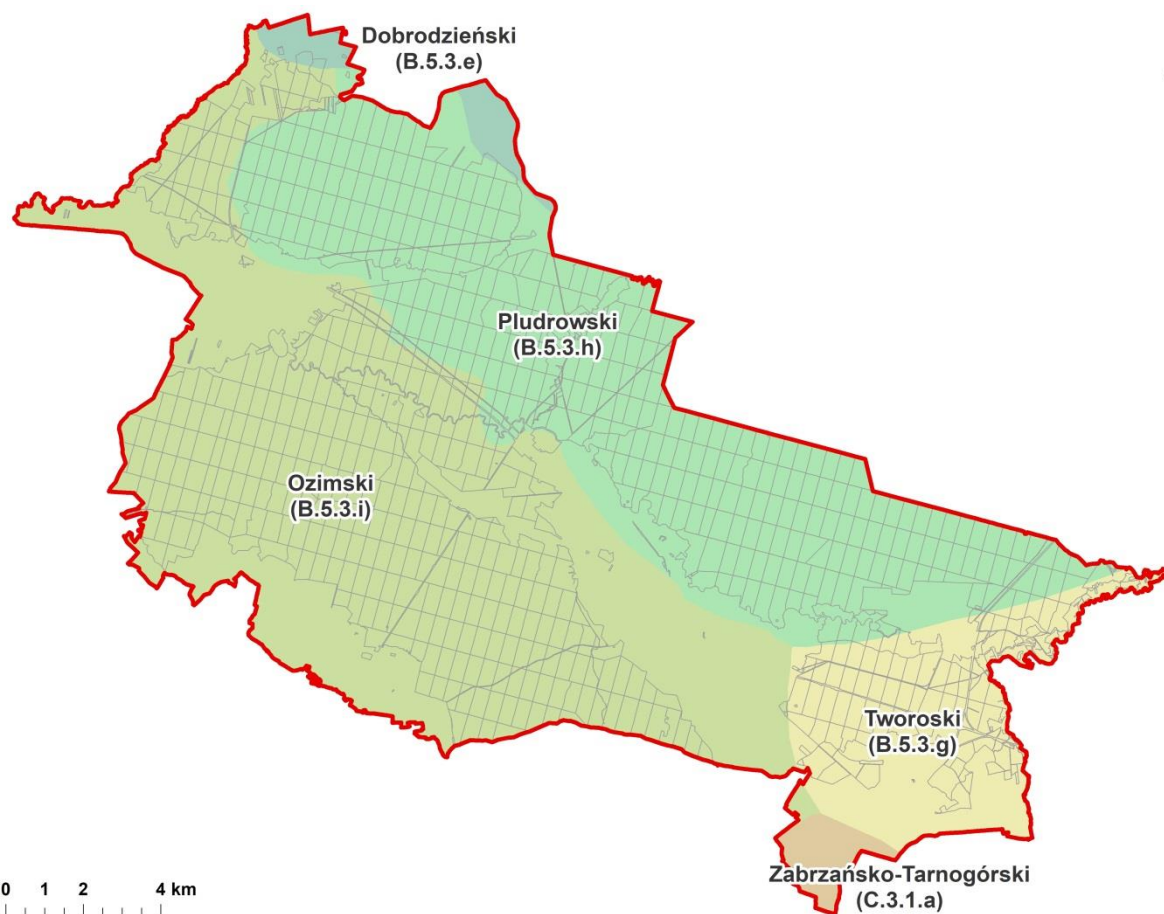 Dobrodzieński
(B.5.3.e)
Pludrowski
(B.5.3.h)
Ozimski
(B.5.3.i)
Tworoski
(B.5.3.g)
Zabrzańsko-Tarnogórski
(C.3.1.a)
0 1 2 4 km